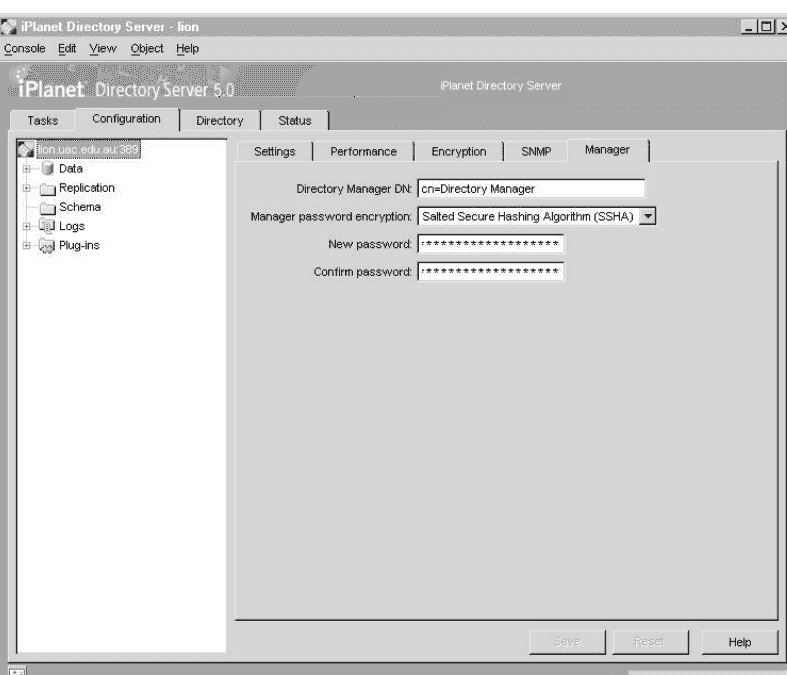 iPlanet Directory Server - lion
Console Edit View Object Help
iPlanet Directory Server 5.0
iPlanet Directory Server
Tasks Configuration Directory Status
lion.uac.edu.au:389
Data
Replication
Schema
Logs
Plug-ins
Settings Performance Encryption SNMP Manager
Directory Manager DN: cn=Directory Manager
Manager password encryption: Salted Secure Hashing Algorithm (SSHA)
New password: ******************
Confirm password: ******************
Save Reset Help